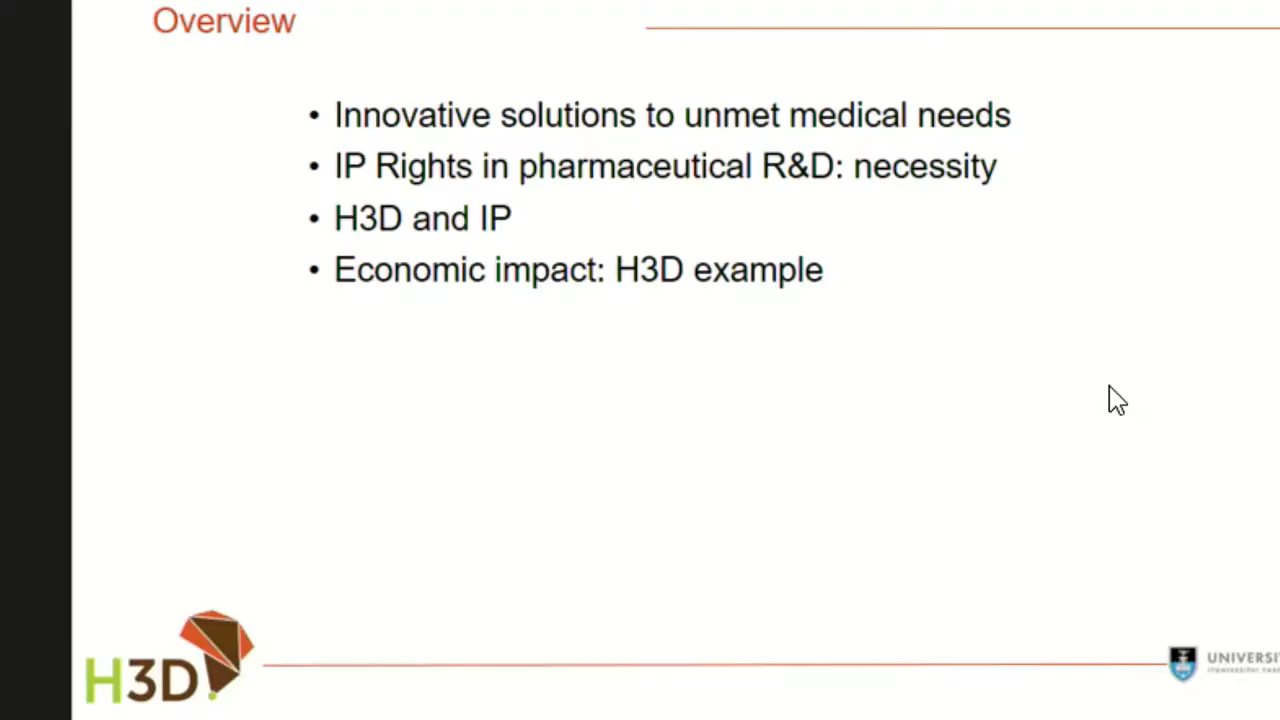 Overview
• Innovative solutions to unmet medical needs
• IP Rights in pharmaceutical R&D: necessity
• H3D and IP
• Economic impact: H3D example
H3D
UNIVERSI